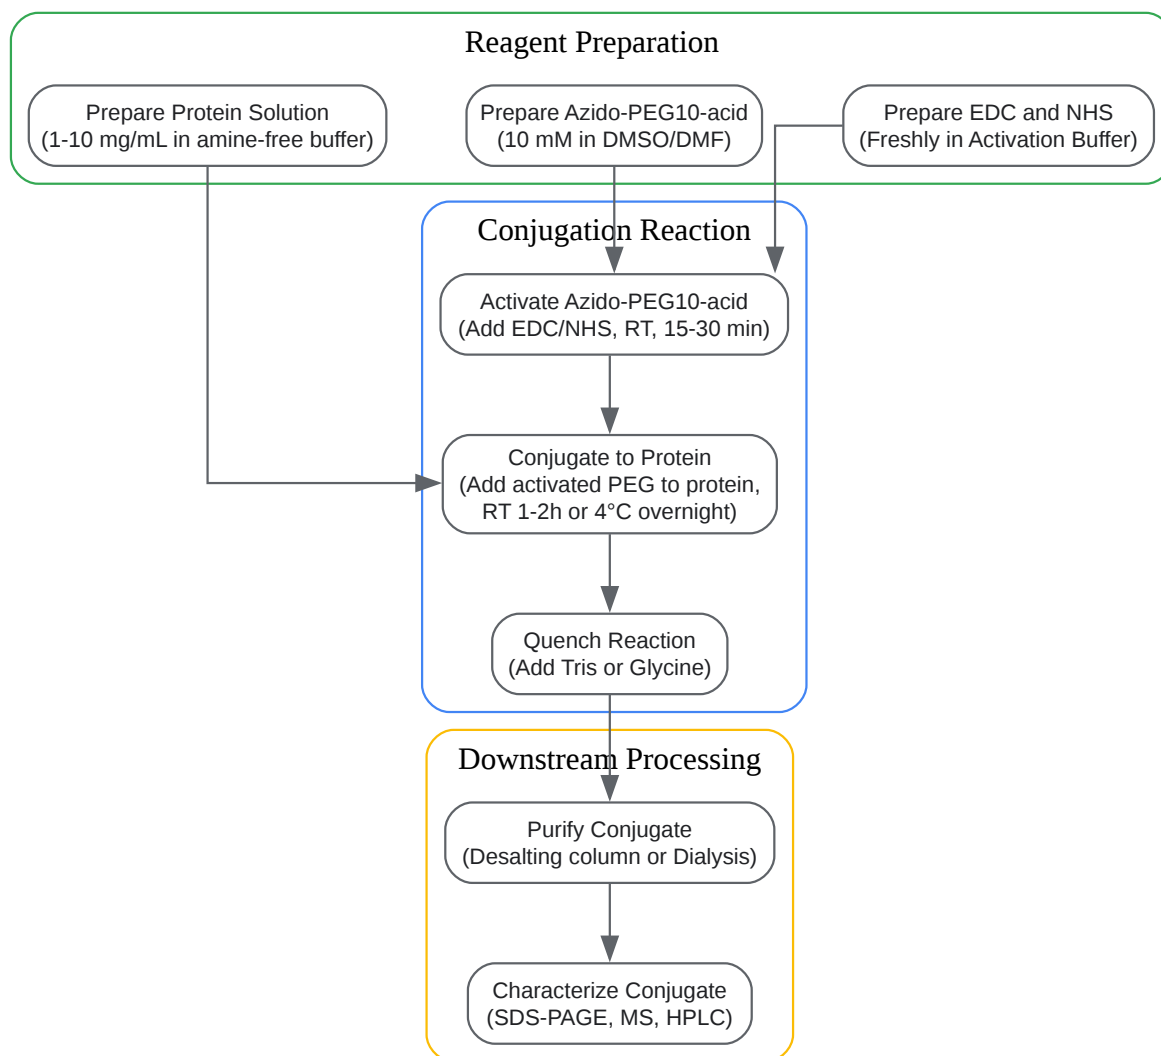 Reagent Preparation
Prepare Protein Solution
(1-10 mg/mL in amine-free buffer)
Prepare Azido-PEG10-acid
(10 mM in DMSO/DMF)
Prepare EDC and NHS
(Freshly in Activation Buffer)
Conjugation Reaction
Activate Azido-PEG10-acid
(Add EDC/NHS, RT, 15-30 min)
Conjugate to Protein
(Add activated PEG to protein,
RT 1-2h or 4°C overnight)
Quench Reaction
(Add Tris or Glycine)
Downstream Processing
Purify Conjugate
(Desalting column or Dialysis)
Characterize Conjugate
(SDS-PAGE, MS, HPLC)